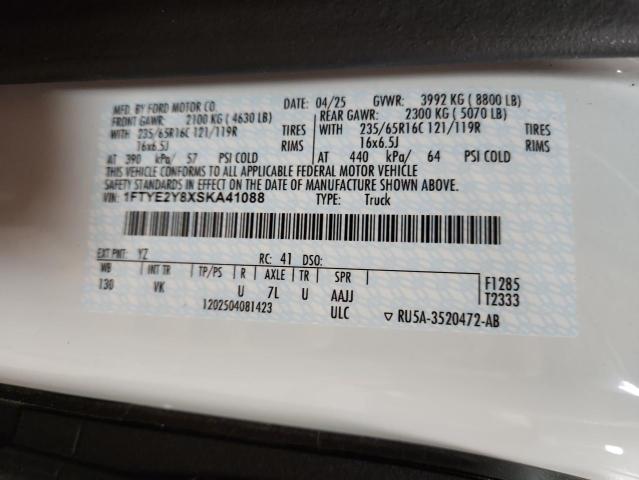 MFD. BY FORD MOTOR CO. DATE: 04/25 GVWR: 3992 KG ( 8800 LB)
FRONT GAWR: 2100 KG ( 4630 LB) REAR GAWR: 2300 KG ( 5070 LB)
WITH 235/65R16C 121/119R TIRES WITH 235/65R16C 121/119R TIRES
16x6.5J RIMS 16x6.5J RIMS
AT 390 kPa/ 57 PSI COLD AT 440 kPa/ 64 PSI COLD
THIS VEHICLE CONFORMS TO ALL APPLICABLE FEDERAL MOTOR VEHICLE
SAFETY STANDARDS IN EFFECT ON THE DATE OF MANUFACTURE SHOWN ABOVE.
VIN: 1FTYE2Y8XSKA41088 TYPE: Truck
EXT PNT: YZ RC: 41 DSO:
WB INT TR TP/PS R AXLE TR SPR F1285
130 VK U 7L U AAJJ T2333
1202504081423 ULC ▽ RU5A-3520472-AB